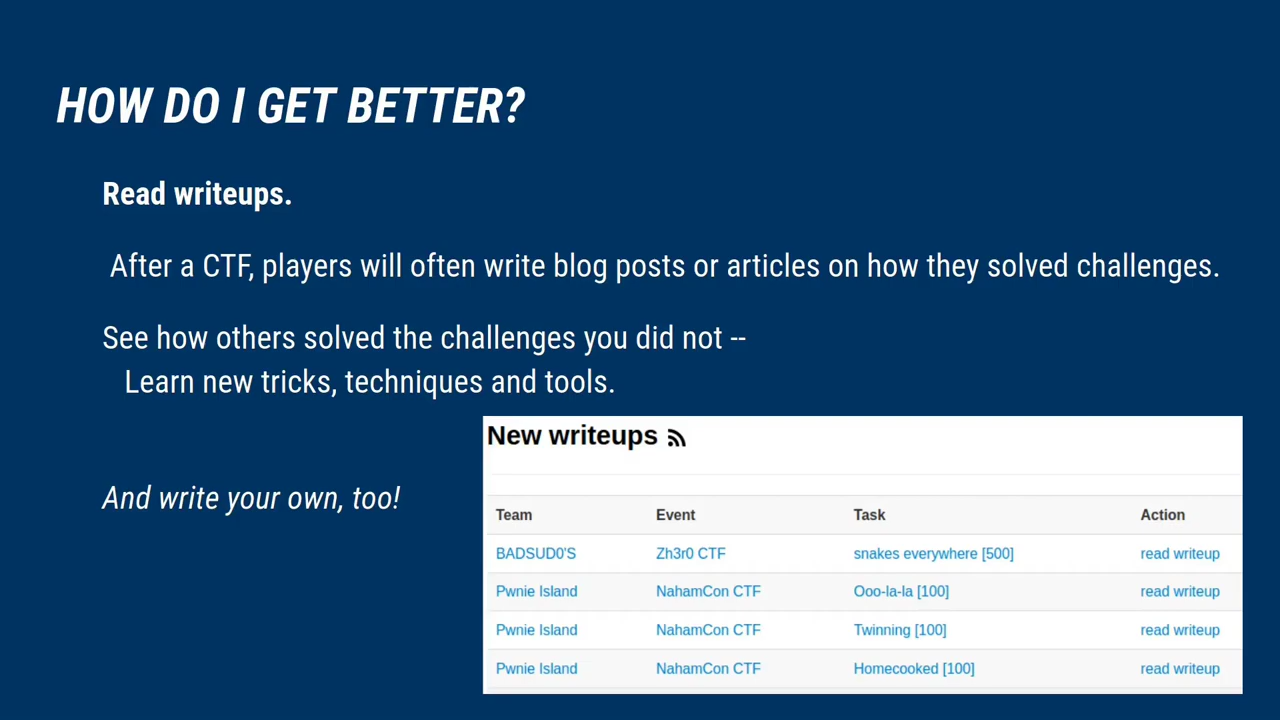 HOW DO I GET BETTER?
Read writeups.
After a CTF, players will often write blog posts or articles on how they solved challenges.
See how others solved the challenges you did not --
Learn new tricks, techniques and tools.
And write your own, too!
New writeups
Team Event Task Action
BADSUD0'S Zh3r0 CTF snakes everywhere [500] read writeup
Pwnie Island NahamCon CTF Ooo-la-la [100] read writeup
Pwnie Island NahamCon CTF Twinning [100] read writeup
Pwnie Island NahamCon CTF Homecooked [100] read writeup